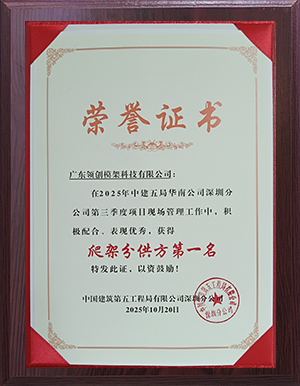 荣誉证书
广东领创模架科技有限公司：
在2025年中建五局华南公司深圳分
公司第三季度项目现场管理工作中，积
极配合、表现优秀，获得
爬架分供方第一名
特发此证，以资鼓励！
中国建筑第五工程局有限公司深圳分公司
2025年10月20日